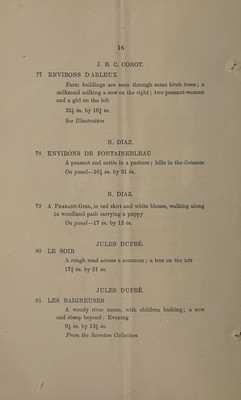 16
J. B. C. COROT.
77 ENVIRONS D'ARLEUX
Farm buildings are seen through some birch trees; a
milkmaid milking a cow on the right; two peasant-women
and a girl on the left
22½ in. by 18½ in.
See Illustration
N. DIAZ.
78 ENVIRONS DE FONTAINEBLEAU
A peasant and cattle in a pasture; hills in the distance
On panel—16½ in. by 21 in.
N. DIAZ.
79 A PEASANT-GIRL, in red skirt and white blouse, walking along
in woodland path carrying a puppy
On panel—17 in. by 12 in.
JULES DUPRÉ.
80 LE SOIR
A rough road across a common; a tree on the left
17½ in. by 21 in.
JULES DUPRÉ.
81 LES BAIGNEUSES
A woody river scene, with children bathing; a cow
and sheep beyond: Evening
9½ in. by 12½ in.
From the Secretan Collection